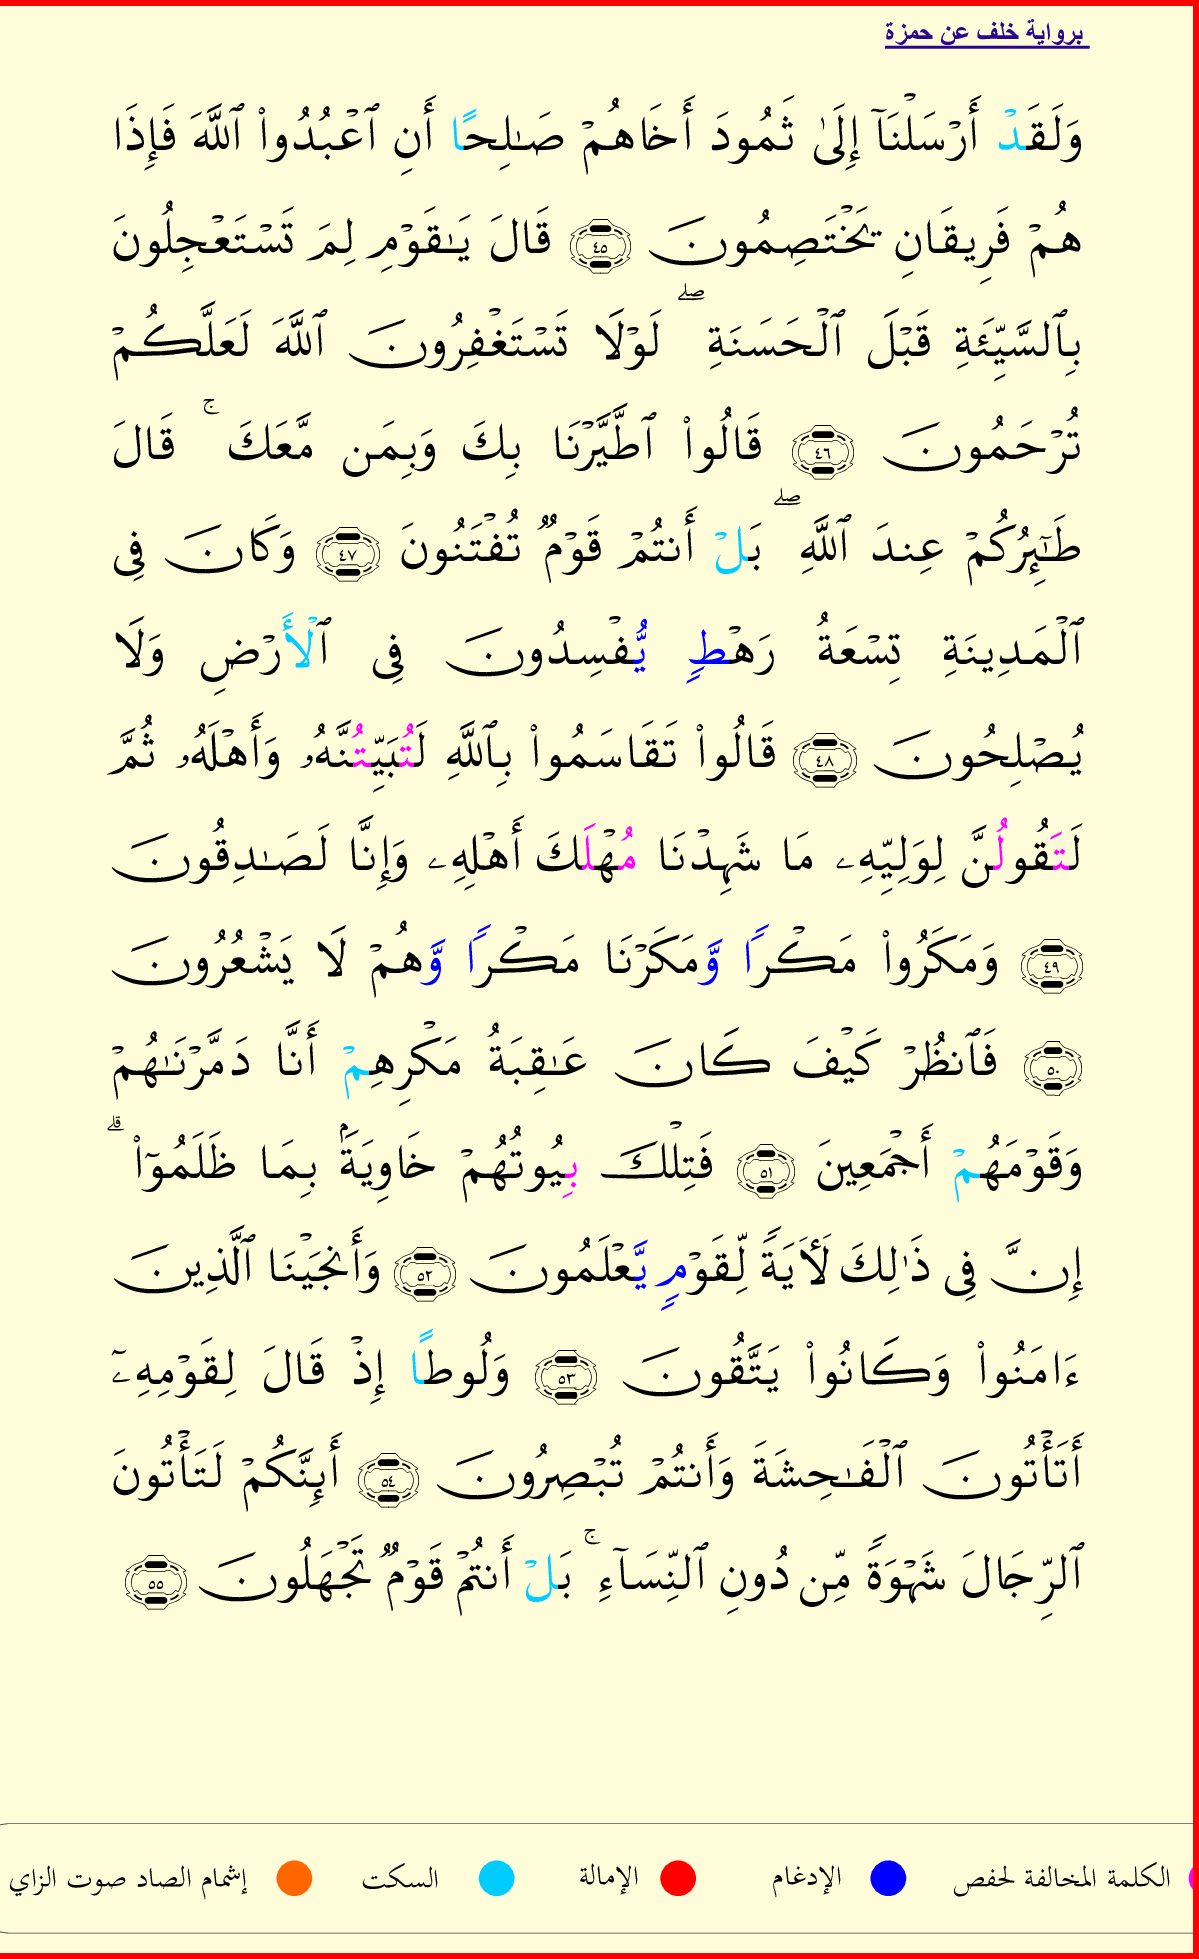 برواية خلف عن حمزة
وَلَقَدْ أَرْسَلْنَآ إِلَىٰ ثَمُودَ أَخَاهُمْ صَـٰلِحًا أَنِ ٱعْبُدُوا۟ ٱللَّهَ فَإِذَا
هُمْ فَرِيقَانِ يَخْتَصِمُونَ ٤٥ قَالَ يَـٰقَوْمِ لِمَ تَسْتَعْجِلُونَ
بِٱلسَّيِّئَةِ قَبْلَ ٱلْحَسَنَةِ ۖ لَوْلَا تَسْتَغْفِرُونَ ٱللَّهَ لَعَلَّكُمْ
تُرْحَمُونَ ٤٦ قَالُوا۟ ٱطَّيَّرْنَا بِكَ وَبِمَن مَّعَكَ ۚ قَالَ
طَـٰٓئِرُكُمْ عِندَ ٱللَّهِ ۖ بَلْ أَنتُمْ قَوْمٌ تُفْتَنُونَ ٤٧ وَكَانَ فِى
ٱلْمَدِينَةِ تِسْعَةُ رَهْطٍ يُّفْسِدُونَ فِى ٱلْأَرْضِ وَلَا
يُصْلِحُونَ ٤٨ قَالُوا۟ تَقَاسَمُوا۟ بِٱللَّهِ لَتُبَيِّتُنَّهُۥ وَأَهْلَهُۥ ثُمَّ
لَتَقُولُنَّ لِوَلِيِّهِۦ مَا شَهِدْنَا مُهْلَكَ أَهْلِهِۦ وَإِنَّا لَصَـٰدِقُونَ
٤٩ وَمَكَرُوا۟ مَكْرًا وَّمَكَرْنَا مَكْرًا وَّهُمْ لَا يَشْعُرُونَ
٥٠ فَٱنظُرْ كَيْفَ كَانَ عَـٰقِبَةُ مَكْرِهِمْ أَنَّا دَمَّرْنَـٰهُمْ
وَقَوْمَهُمْ أَجْمَعِينَ ٥١ فَتِلْكَ بِيُوتُهُمْ خَاوِيَةًۢ بِمَا ظَلَمُوٓا۟ ۗ
إِنَّ فِى ذَٰلِكَ لَـَٔايَةً لِّقَوْمٍ يَّعْلَمُونَ ٥٢ وَأَنجَيْنَا ٱلَّذِينَ
ءَامَنُوا۟ وَكَانُوا۟ يَتَّقُونَ ٥٣ وَلُوطًا إِذْ قَالَ لِقَوْمِهِۦٓ
أَتَأْتُونَ ٱلْفَـٰحِشَةَ وَأَنتُمْ تُبْصِرُونَ ٥٤ أَئِنَّكُمْ لَتَأْتُونَ
ٱلرِّجَالَ شَهْوَةً مِّن دُونِ ٱلنِّسَآءِ ۚ بَلْ أَنتُمْ قَوْمٌ تَجْهَلُونَ ٥٥
الكلمة المخالفة لحفص الإدغام الإمالة السكت إشمام الصاد صوت الزاي